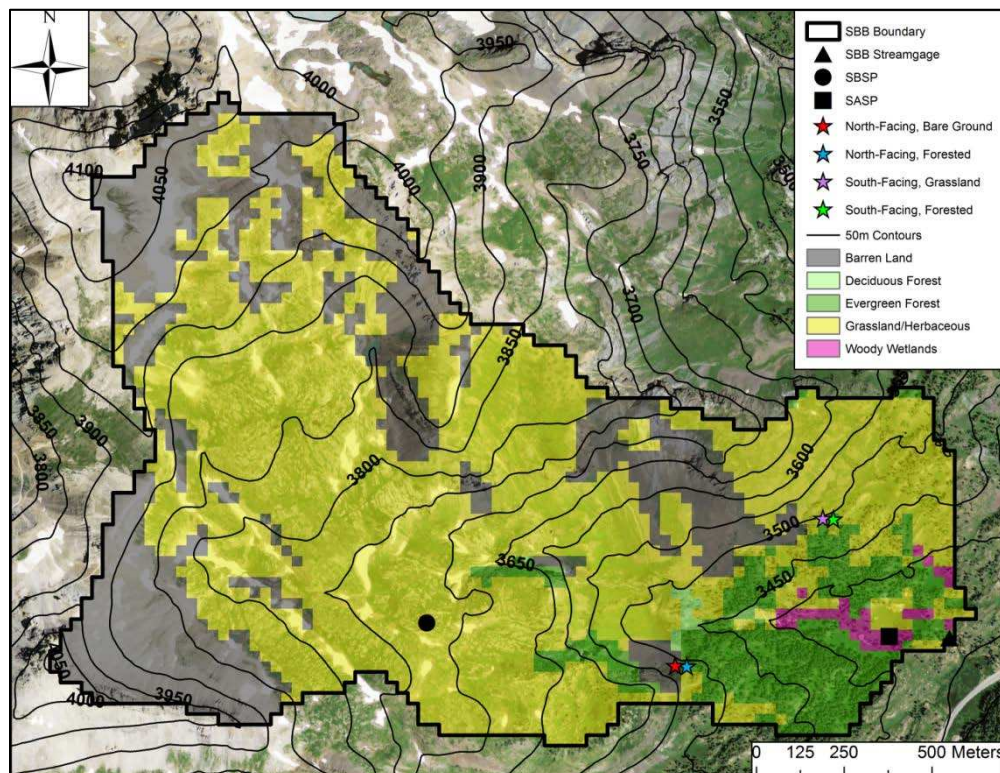 N
SBB Boundary
SBB Streamgage
SBSP
SASP
North-Facing, Bare Ground
North-Facing, Forested
South-Facing, Grassland
South-Facing, Forested
50m Contours
Barren Land
Deciduous Forest
Evergreen Forest
Grassland/Herbaceous
Woody Wetlands
3950
4000
3550
4100
4050
4000
3900
3750
3600
3700
3850
3850
3900
3800
3800
3600
3500
3650
3450
4050
4000
3950
0 125 250 500 Meters